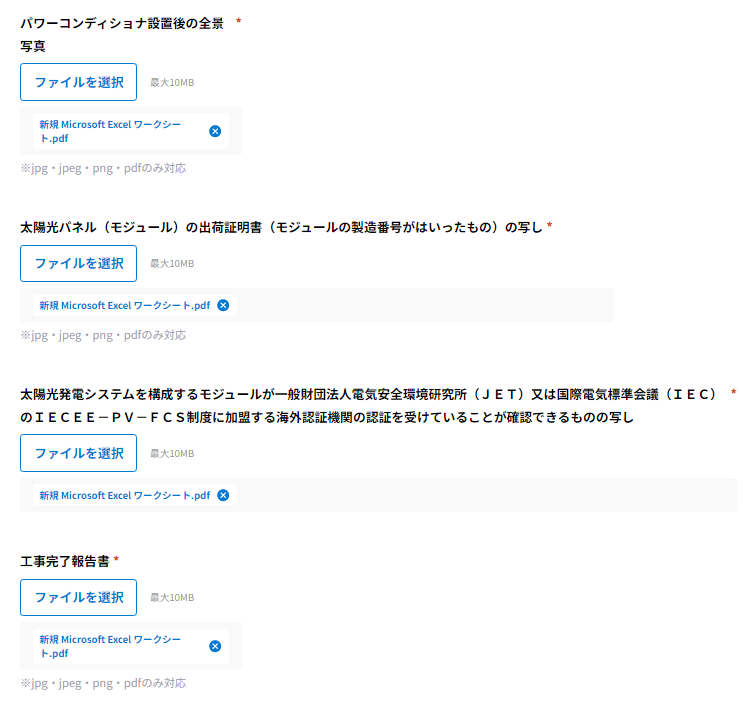 パワーコンディショナ設置後の全景 *
写真
ファイルを選択 最大10MB
新規 Microsoft Excel ワークシー
ト.pdf
※jpg・jpeg・png・pdfのみ対応
太陽光パネル（モジュール）の出荷証明書（モジュールの製造番号がはいったもの）の写し *
ファイルを選択 最大10MB
新規 Microsoft Excel ワークシート.pdf
※jpg・jpeg・png・pdfのみ対応
太陽光発電システムを構成するモジュールが一般財団法人電気安全環境研究所（ＪＥＴ）又は国際電気標準会議（ＩＥＣ） *
のＩＥＣＥＥ－ＰＶ－ＦＣＳ制度に加盟する海外認証機関の認証を受けていることが確認できるものの写し
ファイルを選択 最大10MB
新規 Microsoft Excel ワークシート.pdf
工事完了報告書 *
ファイルを選択 最大10MB
新規 Microsoft Excel ワークシー
ト.pdf
※jpg・jpeg・png・pdfのみ対応